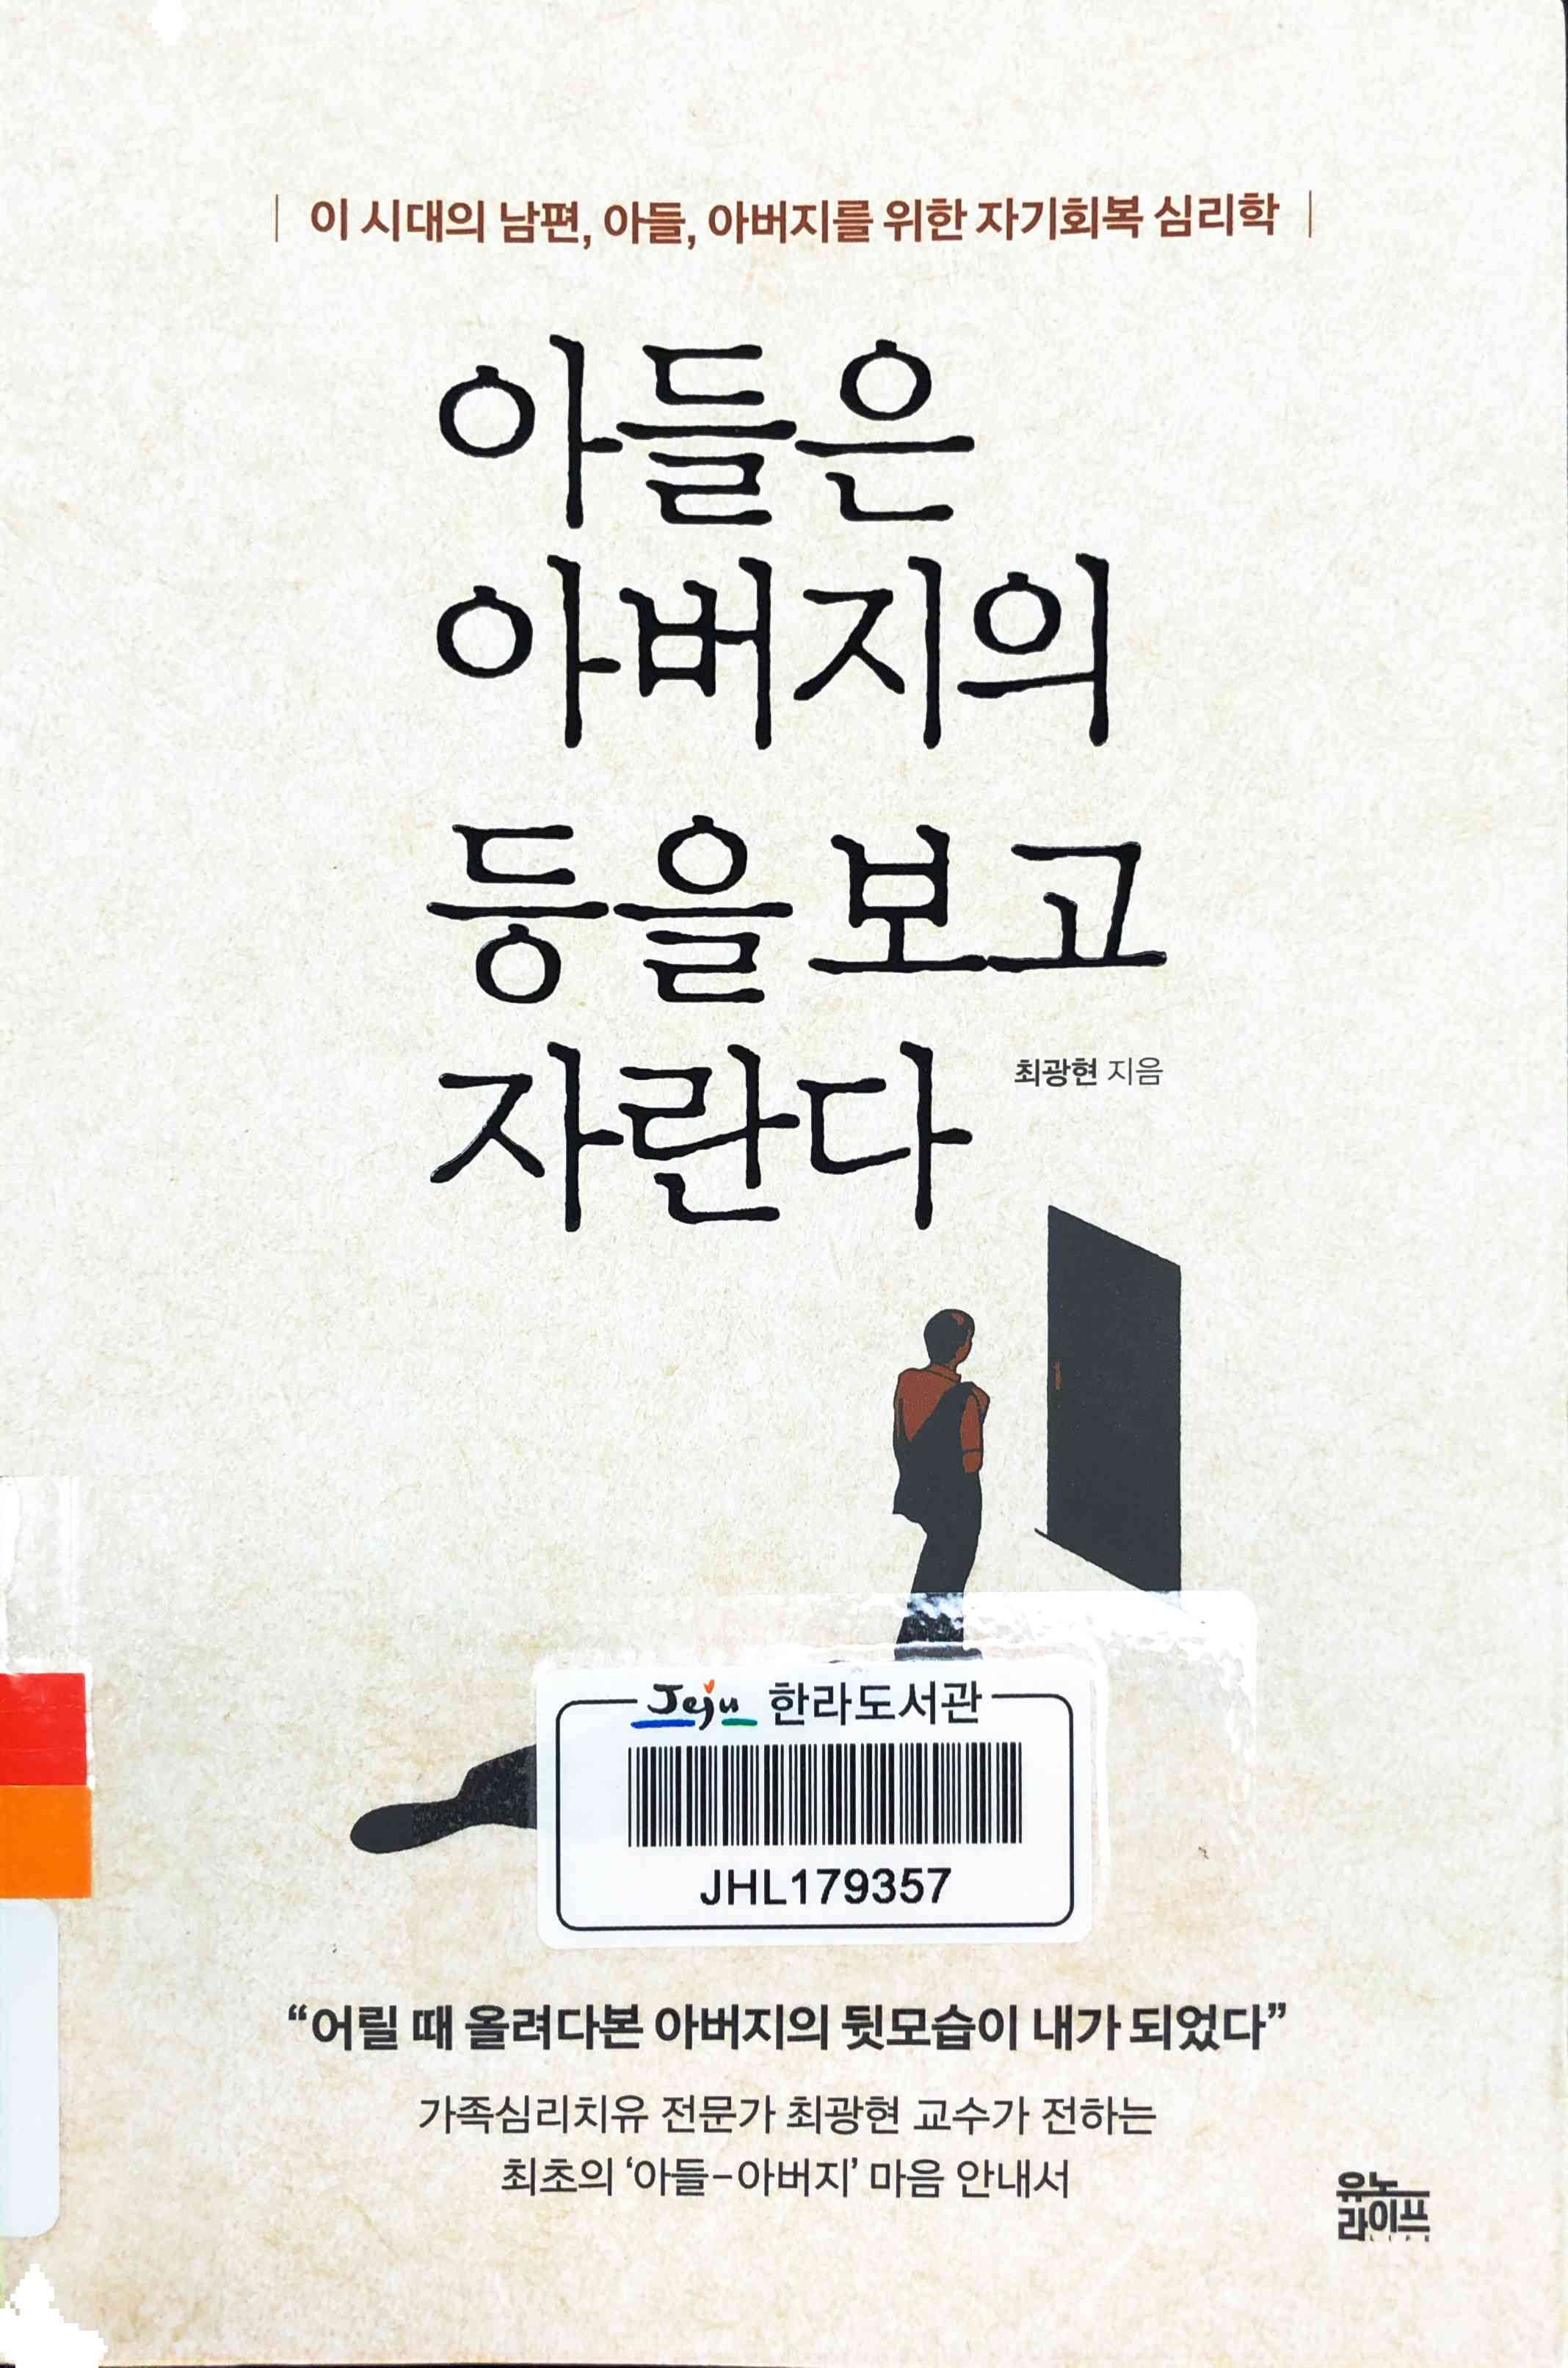 이 시대의 남편, 아들, 아버지를 위한 자기회복 심리학
아들은
아버지의
등을 보고
자란다
최광현 지음
Jeju 한라도서관
JHL179357
“어릴 때 올려다본 아버지의 뒷모습이 내가 되었다”
가족심리치유 전문가 최광현 교수가 전하는
최초의 ‘아들-아버지’ 마음 안내서
유노
라이프
LIFE